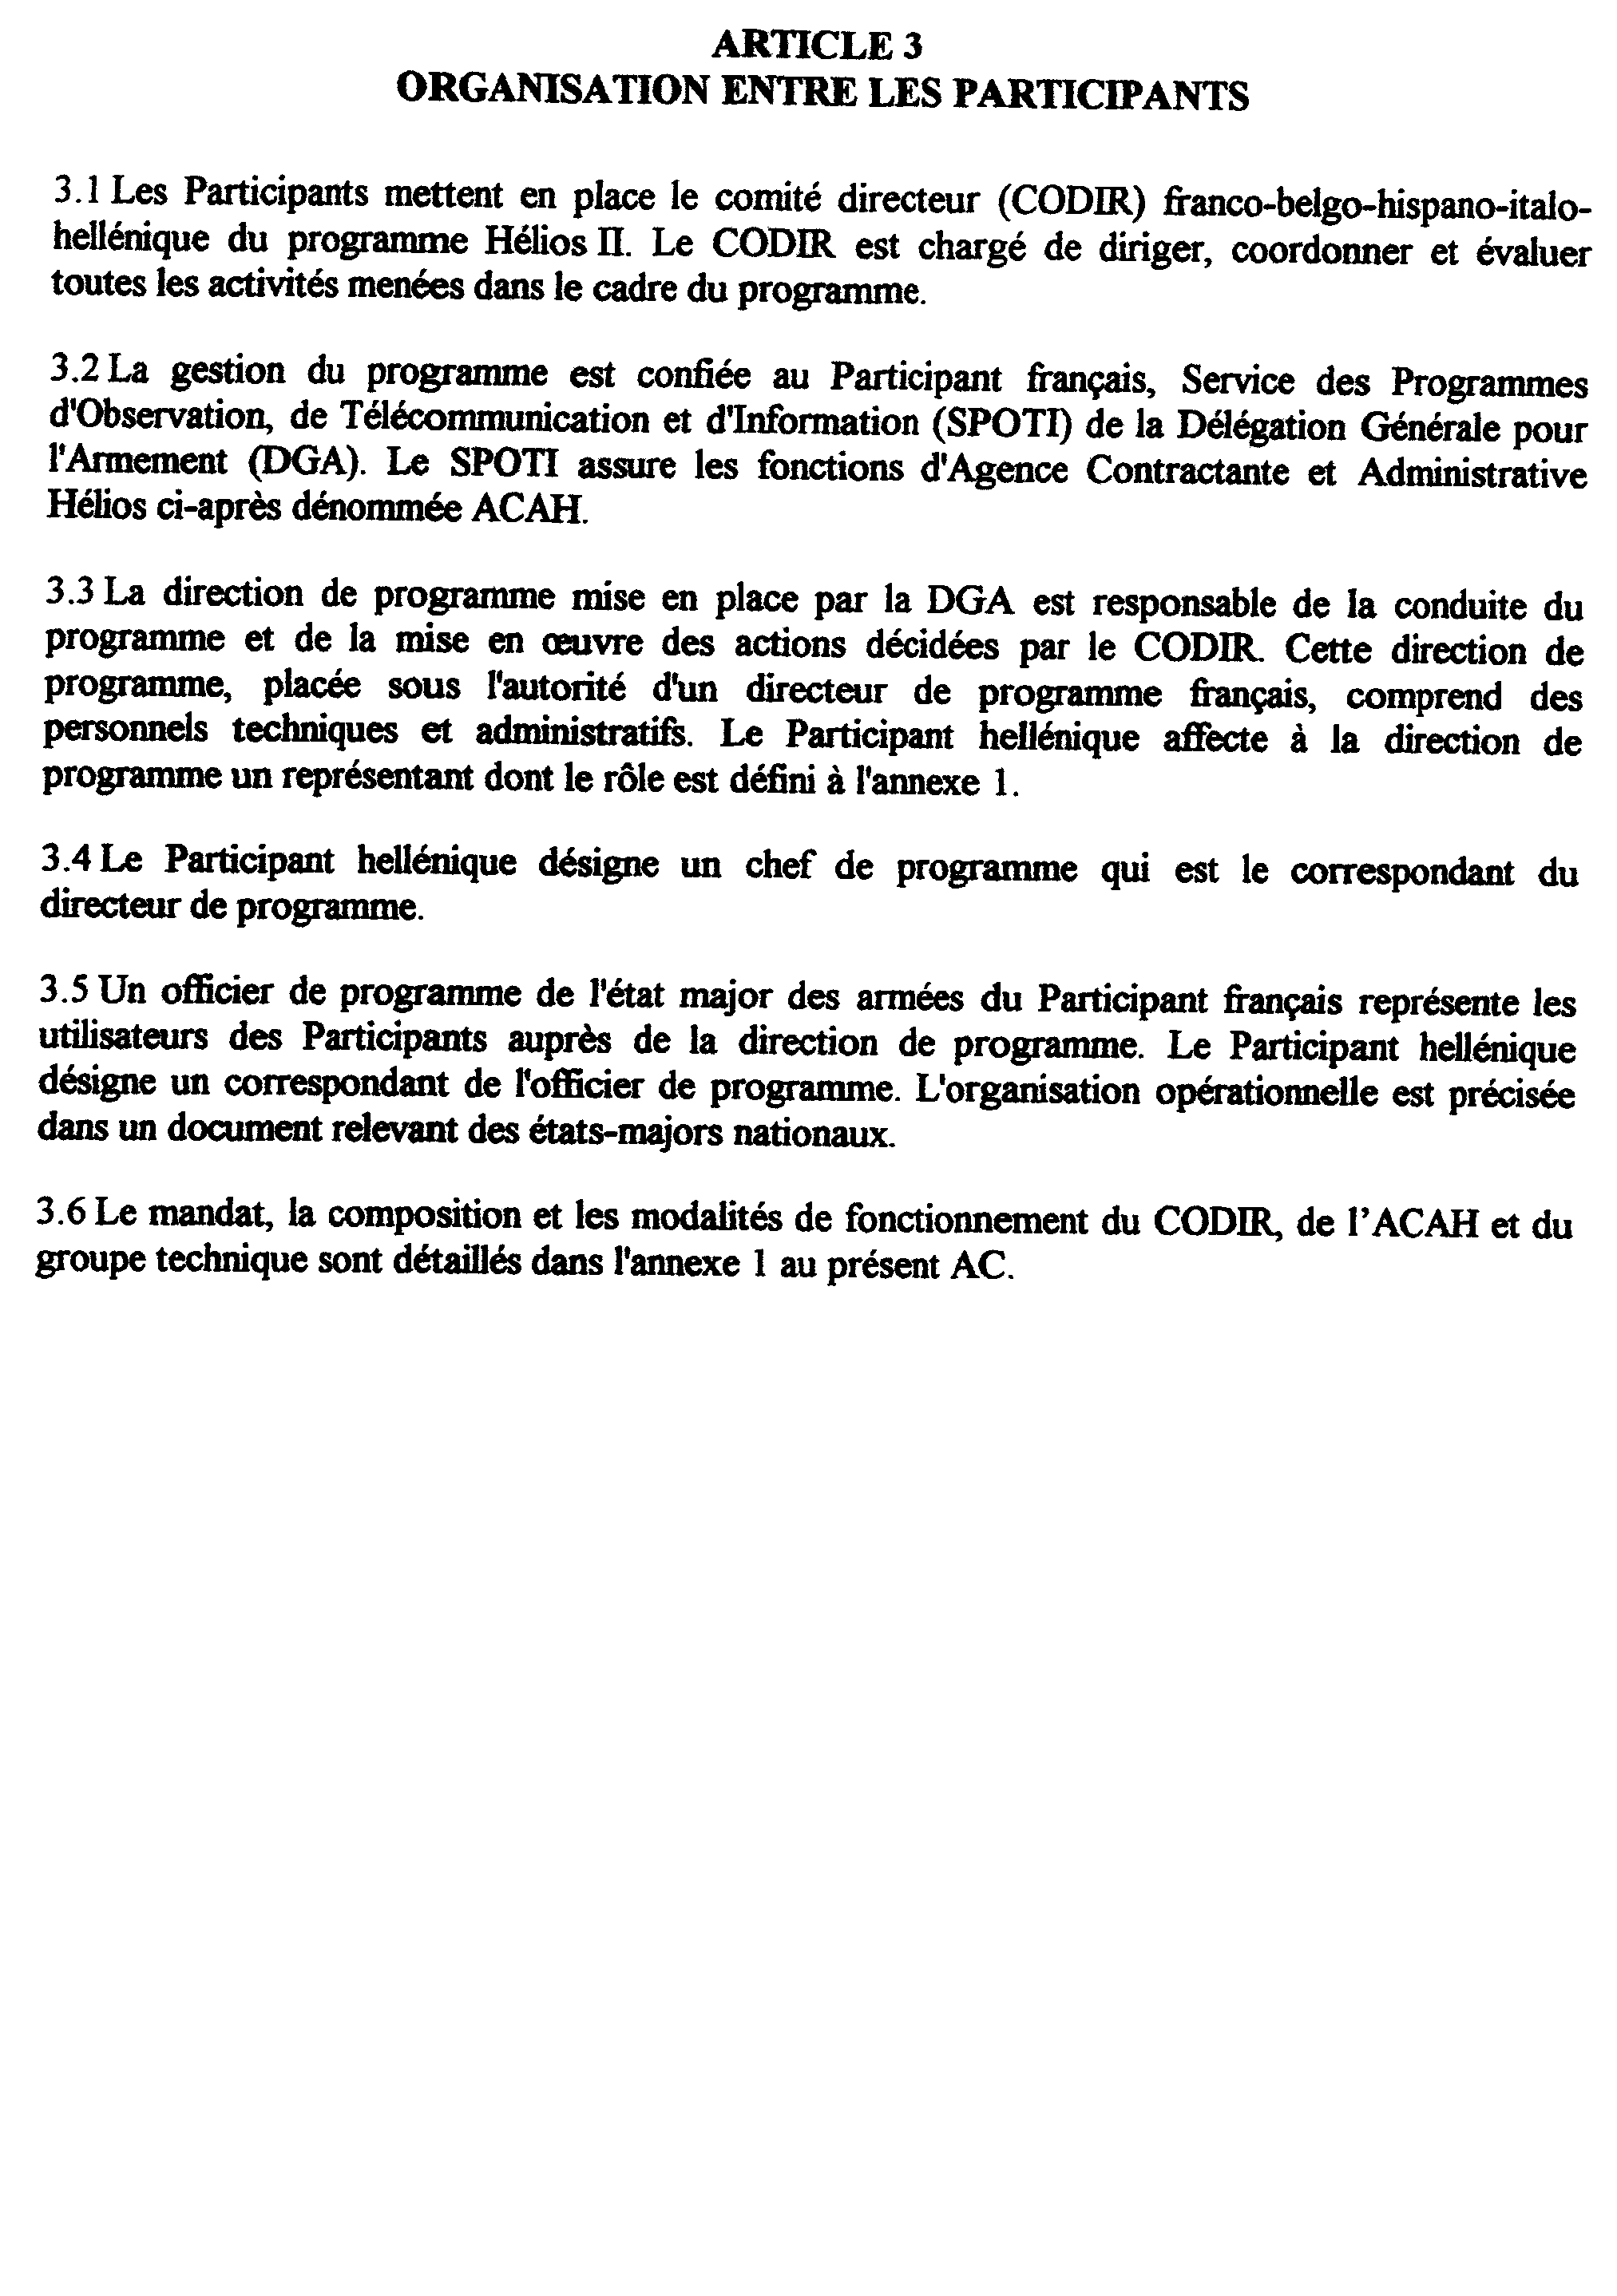 ARTICLE 3
ORGANISATION ENTRE LES PARTICIPANTS
3.1 Les Participants mettent en place le comité directeur (CODIR) franco-belgo-hispano-italo-
hellénique du programme Hélios II. Le CODIR est chargé de diriger, coordonner et évaluer
toutes les activités menées dans le cadre du programme.
3.2 La gestion du programme est confiée au Participant français, Service des Programmes
d'Observation, de Télécommunication et d'Information (SPOTI) de la Délégation Générale pour
l'Armement (DGA). Le SPOTI assure les fonctions d'Agence Contractante et Administrative
Hélios ci-après dénommée ACAH.
3.3 La direction de programme mise en place par la DGA est responsable de la conduite du
programme et de la mise en œuvre des actions décidées par le CODIR. Cette direction de
programme, placée sous l'autorité d'un directeur de programme français, comprend des
personnels techniques et administratifs. Le Participant hellénique affecte à la direction de
programme un représentant dont le rôle est défini à l'annexe 1.
3.4 Le Participant hellénique désigne un chef de programme qui est le correspondant du
directeur de programme.
3.5 Un officier de programme de l'état major des armées du Participant français représente les
utilisateurs des Participants auprès de la direction de programme. Le Participant hellénique
désigne un correspondant de l'officier de programme. L'organisation opérationnelle est précisée
dans un document relevant des états-majors nationaux.
3.6 Le mandat, la composition et les modalités de fonctionnement du CODIR, de l’ACAH et du
groupe technique sont détaillés dans l'annexe 1 au présent AC.